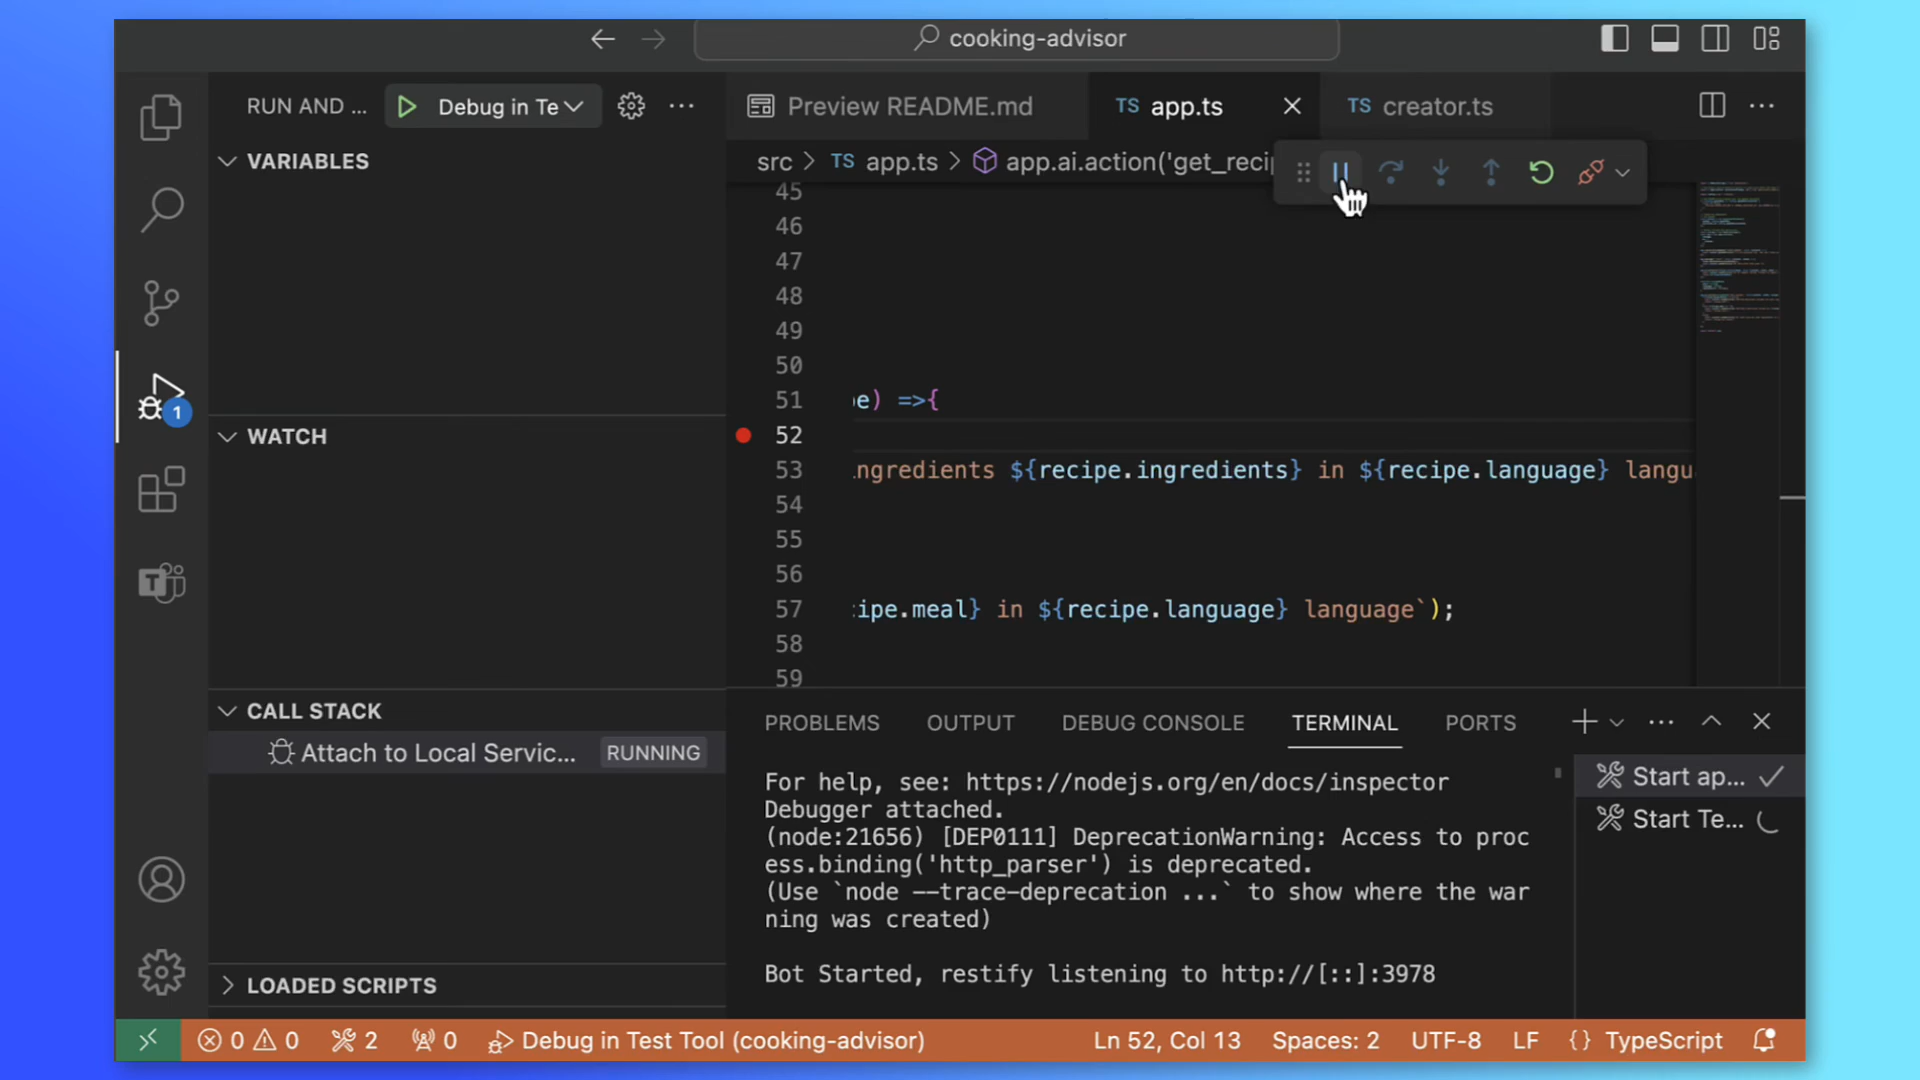 cooking-advisor
RUN AND ...
Debug in Te
Preview README.md
TS app.ts
TS creator.ts
VARIABLES
src > TS app.ts > app.ai.action('get_recip
45
46
47
48
49
50
51 e) =>{
1
WATCH
52
53 ngredients ${recipe.ingredients} in ${recipe.language} langu
54
55
T
56
57 ipe.meal} in ${recipe.language} language`);
58
59
CALL STACK
Attach to Local Servic... RUNNING
PROBLEMS OUTPUT DEBUG CONSOLE TERMINAL PORTS
For help, see: https://nodejs.org/en/docs/inspector
Debugger attached.
(node:21656) [DEP0111] DeprecationWarning: Access to proc
ess.binding('http_parser') is deprecated.
(Use `node --trace-deprecation ...` to show where the war
ning was created)
Bot Started, restify listening to http://[::]:3978
Start ap...
Start Te...
LOADED SCRIPTS
0 0 2 0 Debug in Test Tool (cooking-advisor) Ln 52, Col 13 Spaces: 2 UTF-8 LF {} TypeScript